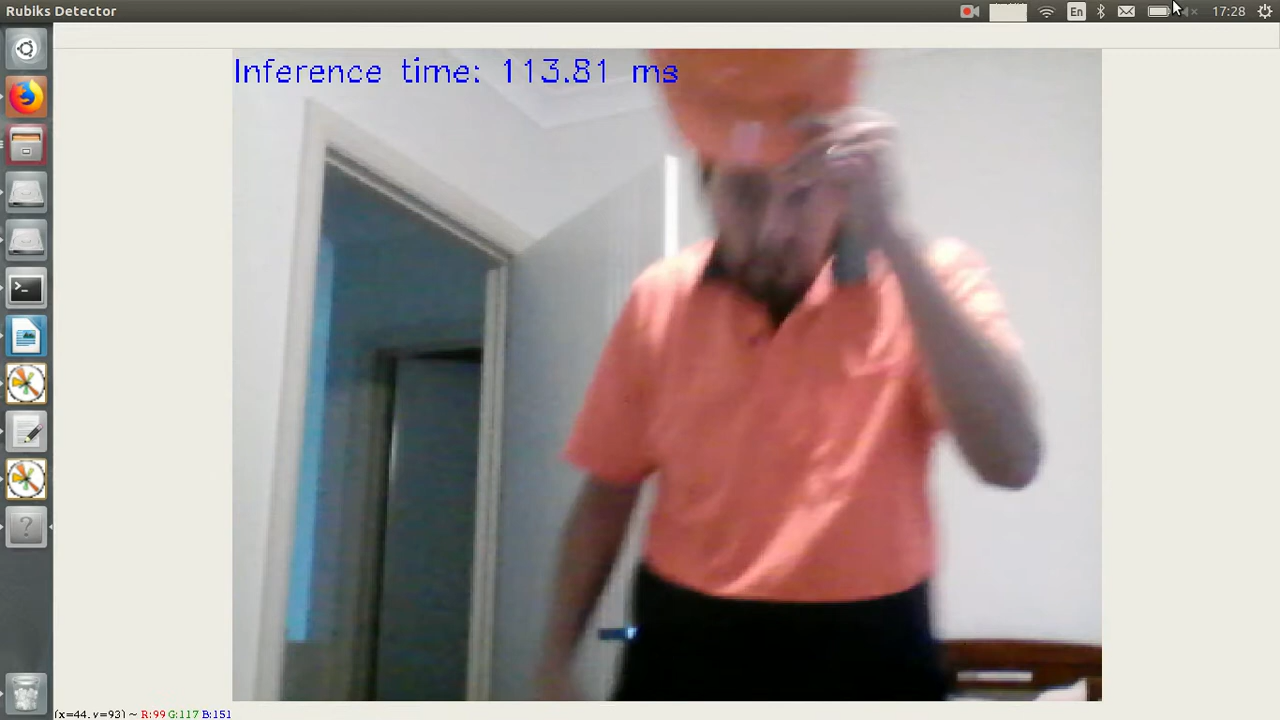 Rubiks Detector
En
17:28
Inference time: 113.81 ms
(x=44, y=93) ~ R:99 G:117 B:151